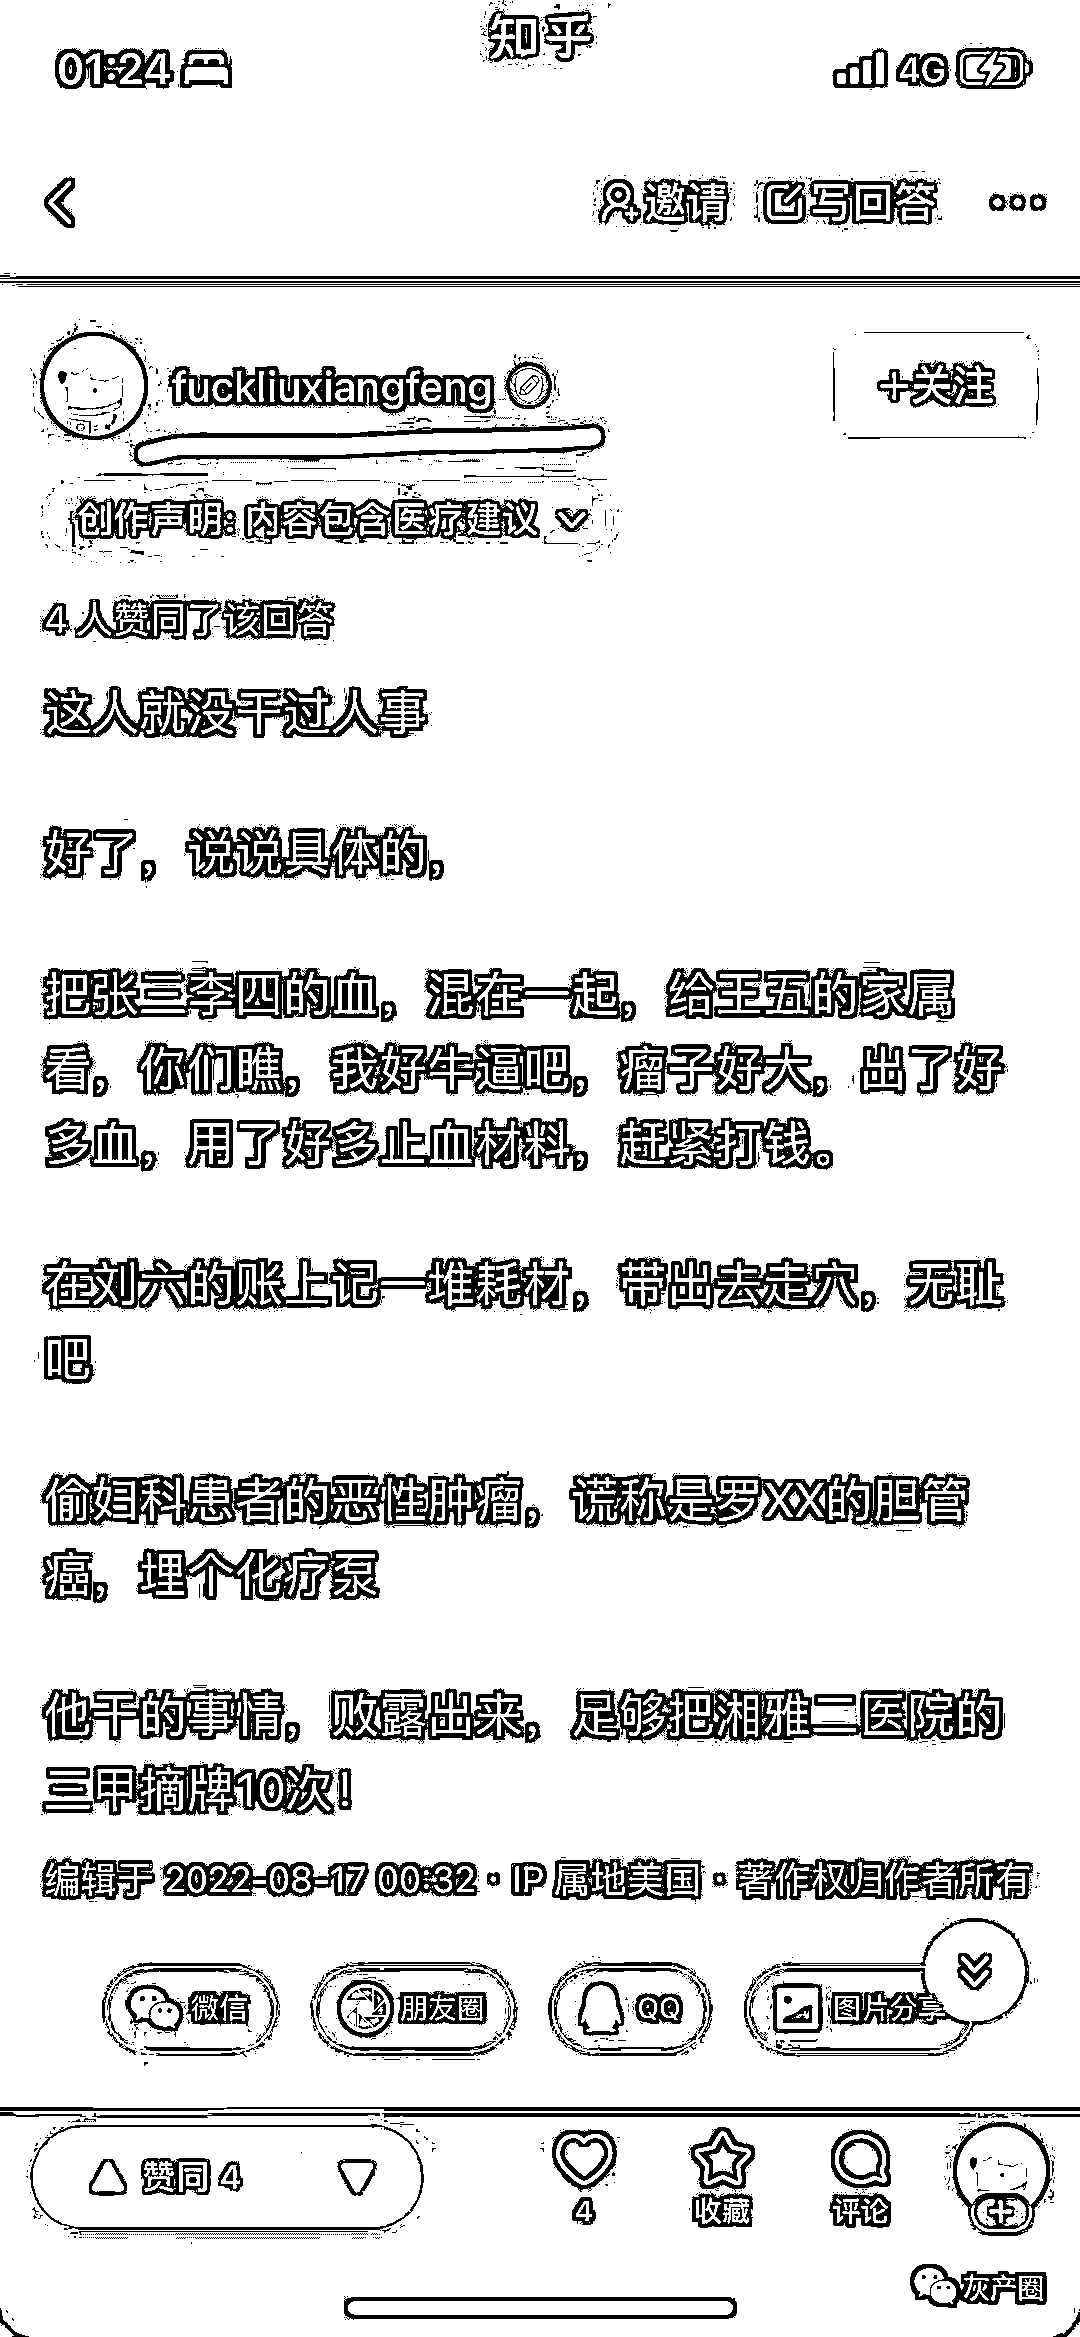 知乎
01:24 4G
邀请 写回答
fuckliuxiangfeng
+关注
创作声明: 内容包含医疗建议
4 人赞同了该回答
这人就没干过人事
好了，说说具体的，
把张三李四的血，混在一起，给王五的家属
看，你们瞧，我好牛逼吧，瘤子好大，出了好
多血，用了好多止血材料，赶紧打钱。
在刘六的账上记一堆耗材，带出去走穴，无耻
吧
偷妇科患者的恶性肿瘤，谎称是罗XX的胆管
癌，埋个化疗泵
他干的事情，败露出来，足够把湘雅二医院的
三甲摘牌10次！
编辑于 2022-08-17 00:32 · IP 属地美国 · 著作权归作者所有
微信 朋友圈 QQ 图片分享
赞同 4 4 收藏 评论
灰产圈